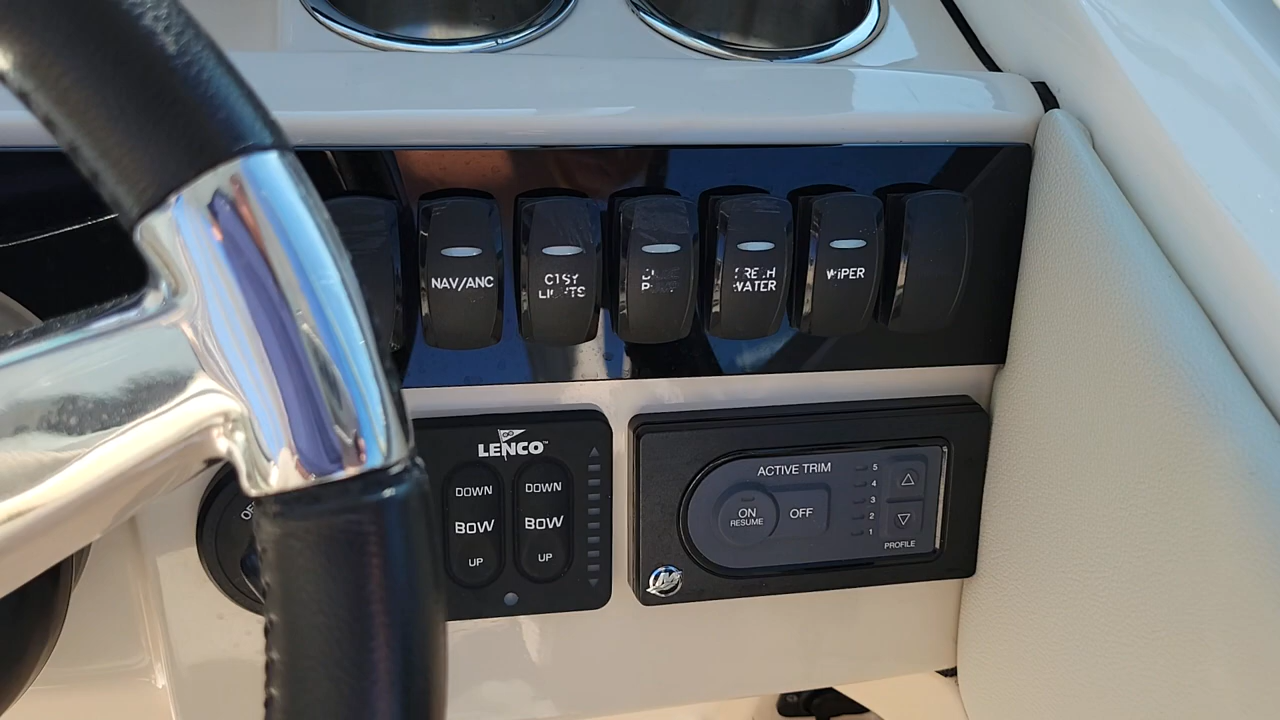 NAV/ANC
CTSY
LIGHTS
FRESH
WATER
WIPER
LENCO™
DOWN
BOW
UP
DOWN
BOW
UP
ACTIVE TRIM
ON
RESUME
OFF
5
4
3
2
1
PROFILE